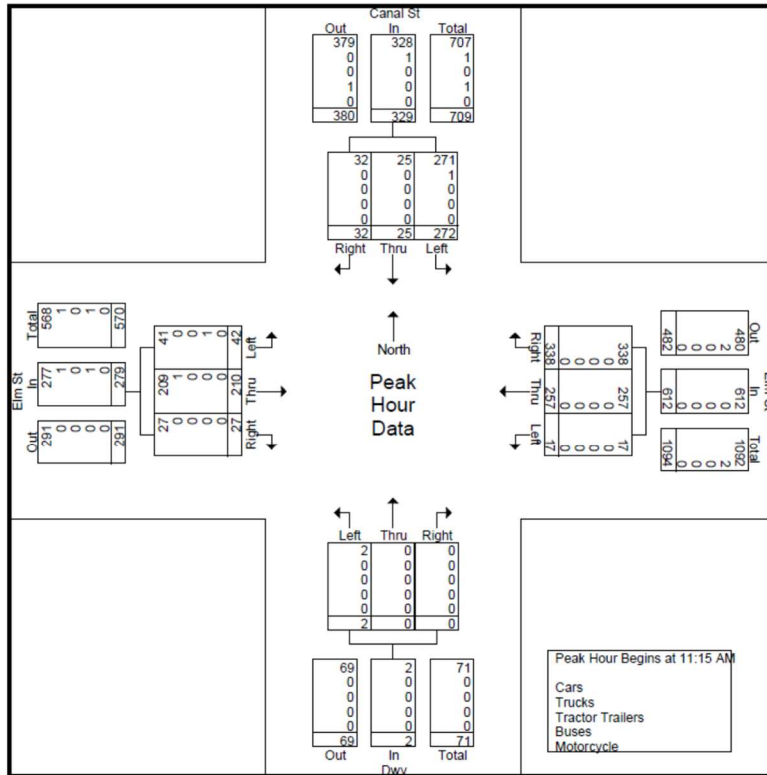 Canal St
Out In Total
379 328 707
0 1 1
0 0 0
1 0 1
0 0 0
380 329 709
32 25 271
0 0 1
0 0 0
0 0 0
0 0 0
32 25 272
Right Thru Left
Elm St
Out In Total
291 277 568
0 1 1
0 0 0
0 1 1
0 0 0
291 279 570
27 209 41
0 1 0
0 0 0
0 0 1
0 0 0
27 210 42
Right Thru Left
North
Peak
Hour
Data
Out In Total
480 612 1092
2 0 2
0 0 0
0 0 0
0 0 0
482 612 1094
338 257 17
0 0 0
0 0 0
0 0 0
0 0 0
338 257 17
Right Thru Left
Left Thru Right
2 0 0
0 0 0
0 0 0
0 0 0
0 0 0
2 0 0
69 2 71
0 0 0
0 0 0
0 0 0
0 0 0
69 2 71
Out In Total
Dwy
Peak Hour Begins at 11:15 AM
Cars
Trucks
Tractor Trailers
Buses
Motorcycle